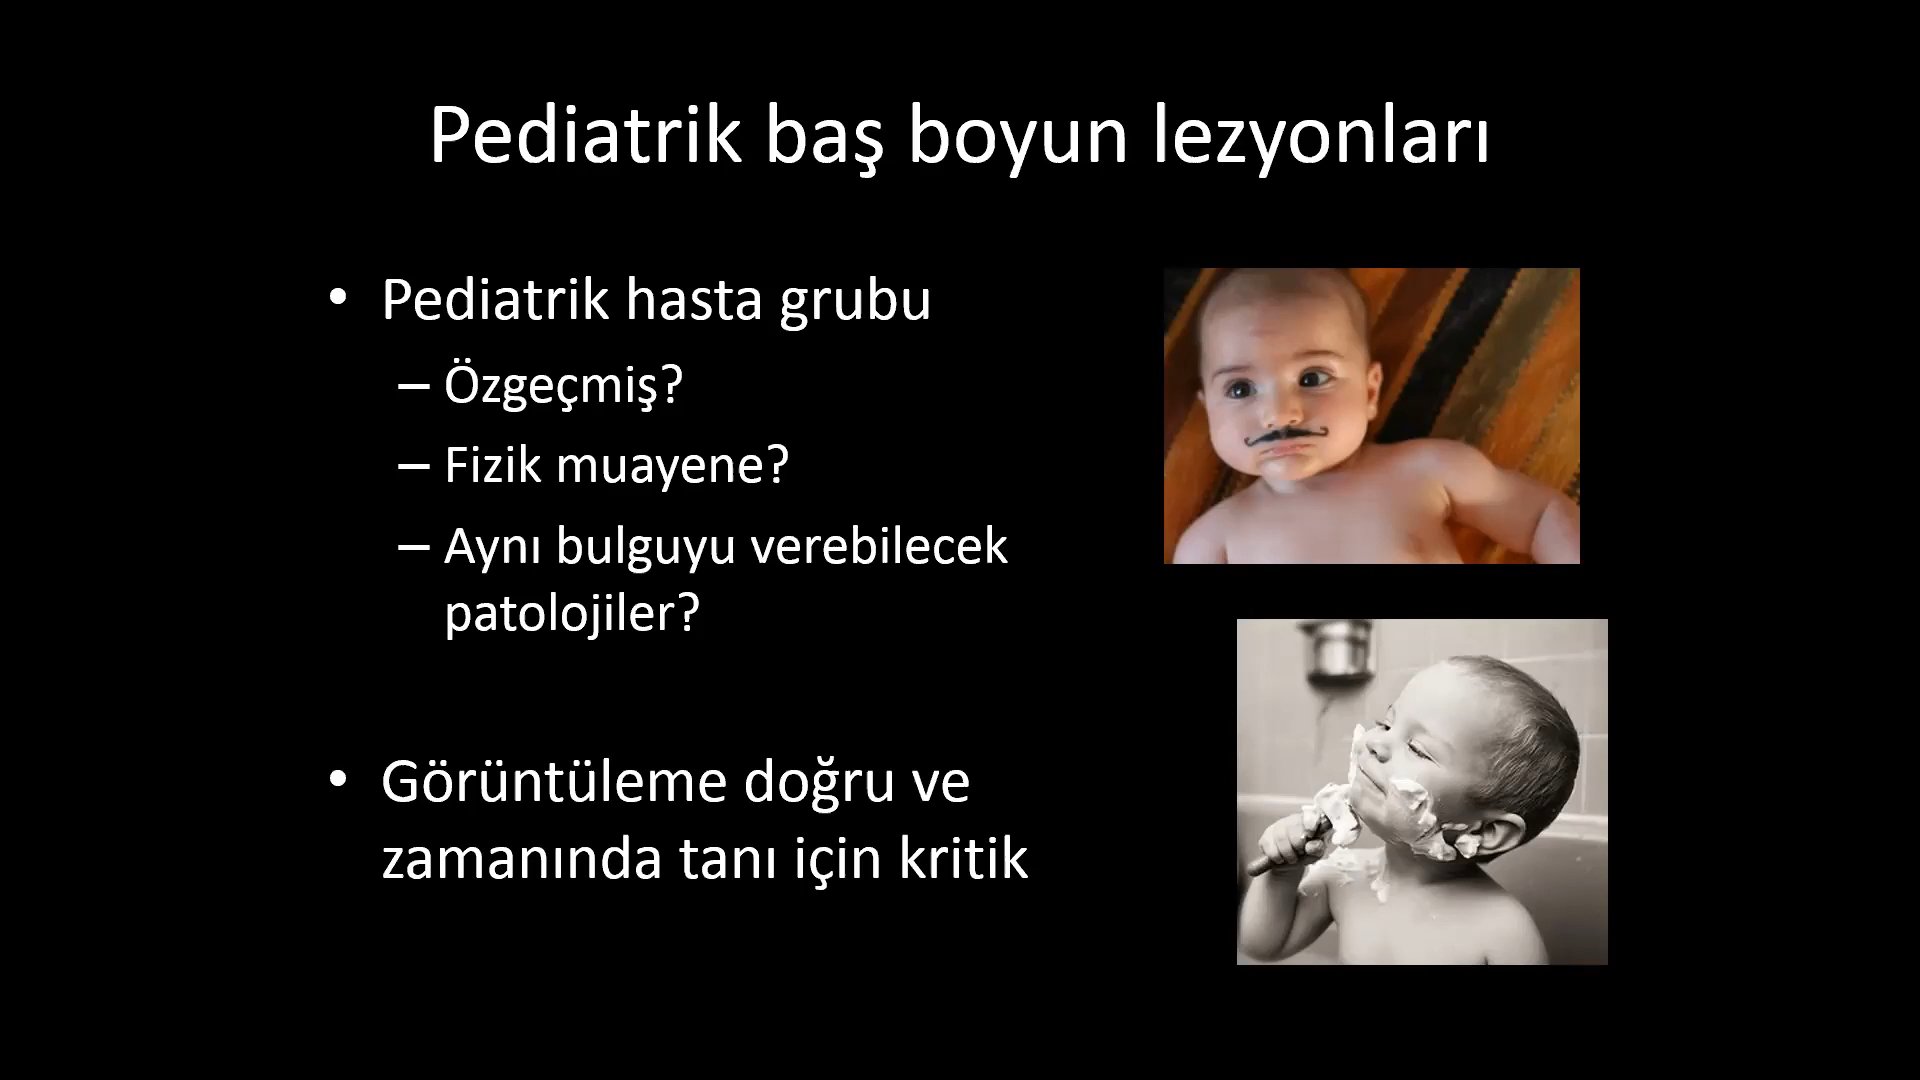 Pediatrik baş boyun lezyonları
• Pediatrik hasta grubu
– Özgeçmiş?
– Fizik muayene?
– Aynı bulguyu verebilecek
patolojiler?
• Görüntüleme doğru ve
zamanında tanı için kritik